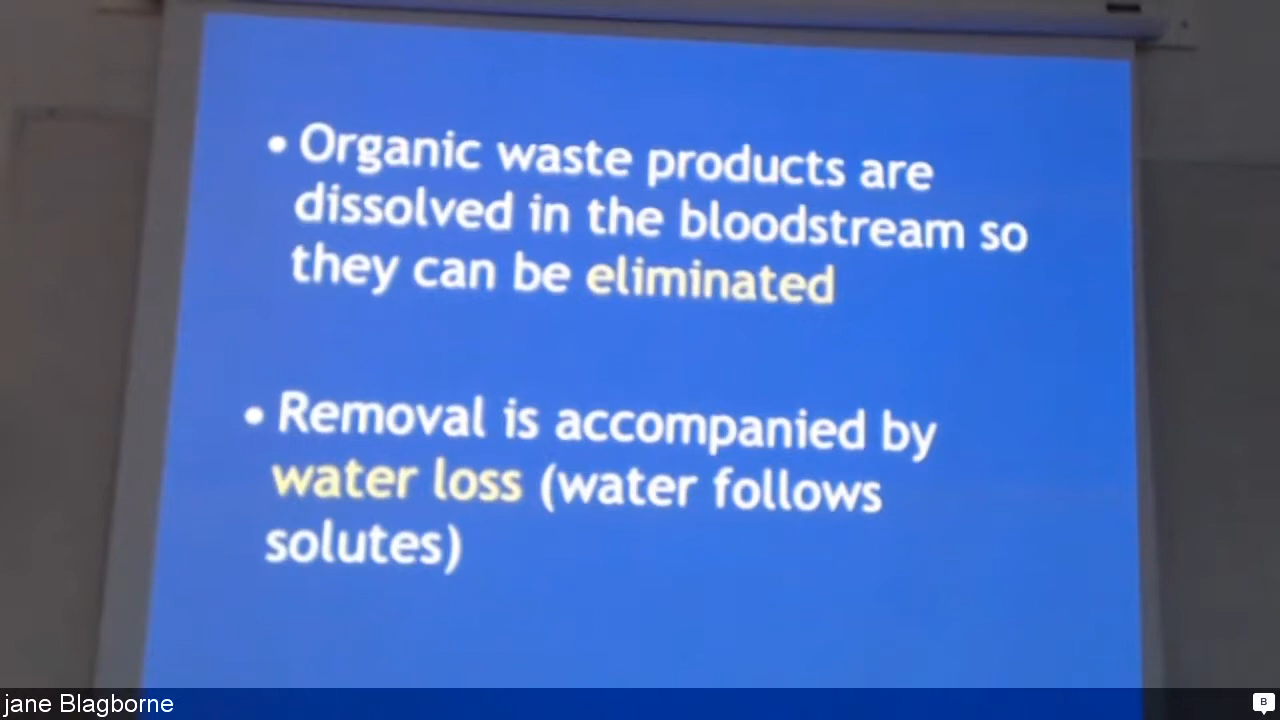 • Organic waste products are
dissolved in the bloodstream so
they can be eliminated
• Removal is accompanied by
water loss (water follows
solutes)
jane Blagborne
B